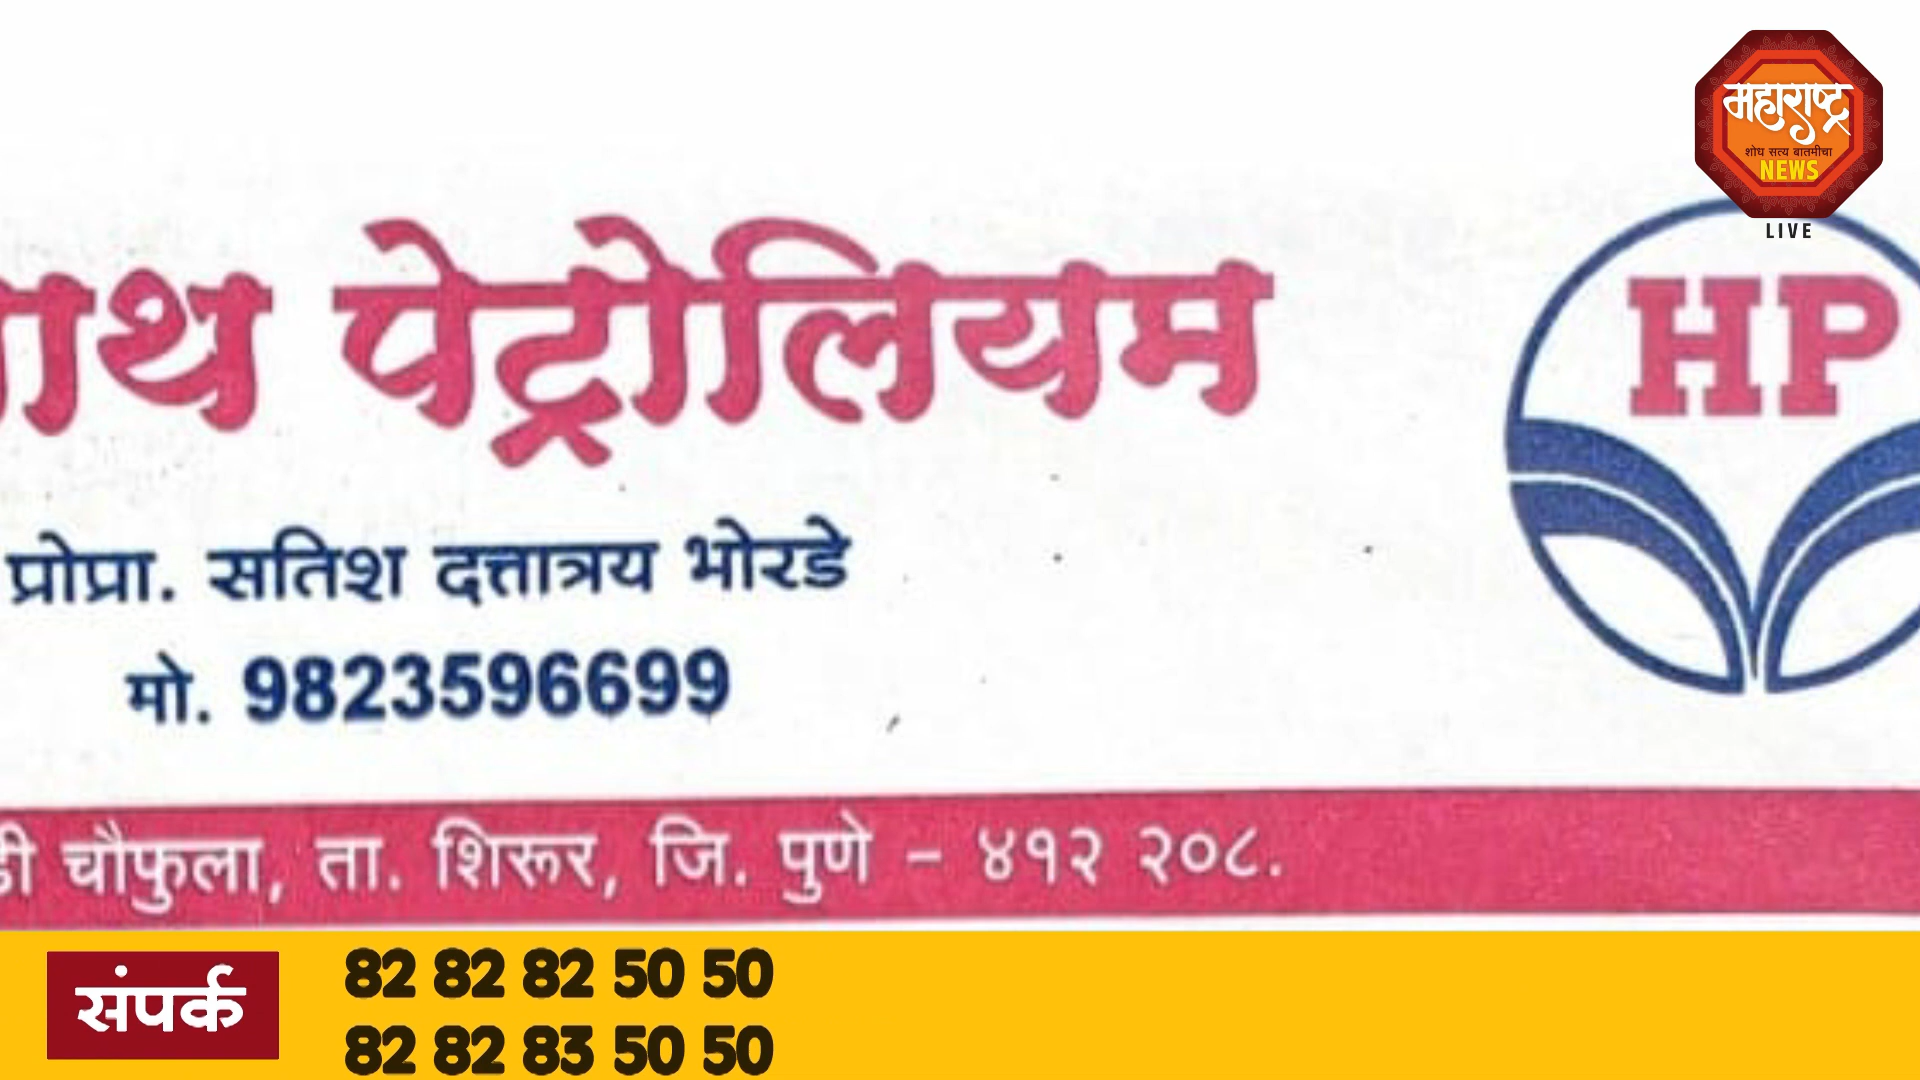 महाराष्ट्र
शोध सत्य बातमीचा
NEWS
LIVE
पेट्रोलियम
HP
प्रोप्रा. सतिश दत्तात्रय भोरडे
मो. 9823596699
चौफुला, ता. शिरूर, जि. पुणे - ४१२ २०८.
संपर्क
82 82 82 50 50
82 82 83 50 50